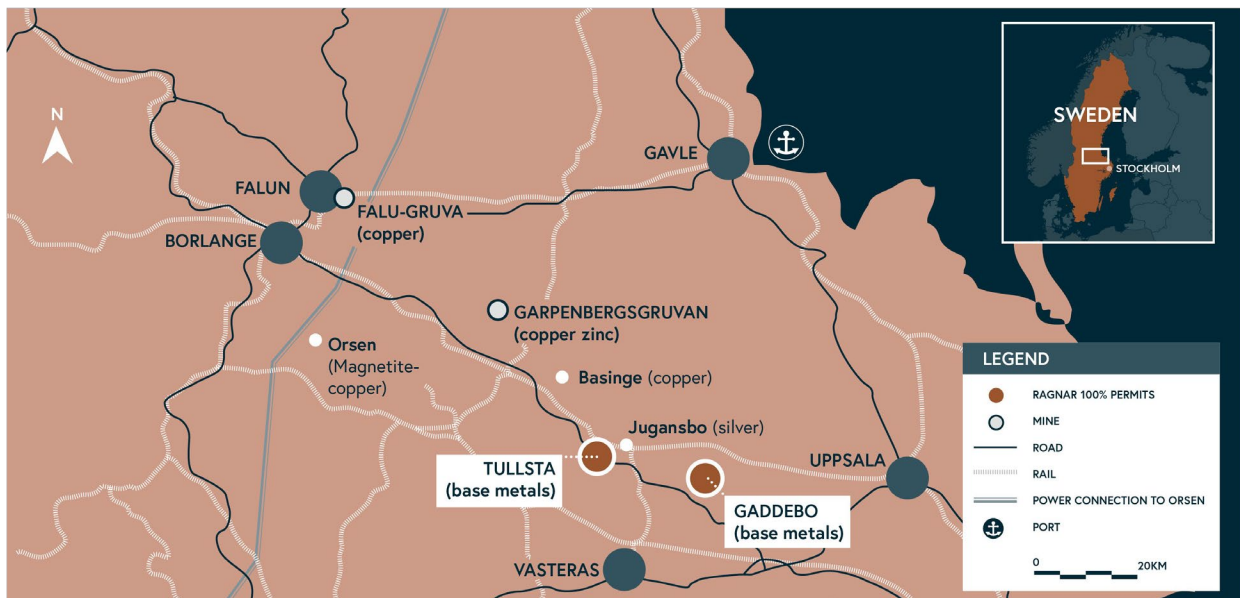 N
FALUN
FALU-GRUVA
(copper)
BORLANGE
GAVLE
SWEDEN
STOCKHOLM
GARPENBERGSGRUVAN
(copper zinc)
Orsen
(Magnetite-
copper)
Basinge (copper)
Jugansbo (silver)
TULLSTA
(base metals)
GADDEBO
(base metals)
UPPSALA
VASTERAS
LEGEND
RAGNAR 100% PERMITS
MINE
ROAD
RAIL
POWER CONNECTION TO ORSEN
PORT
0 20KM